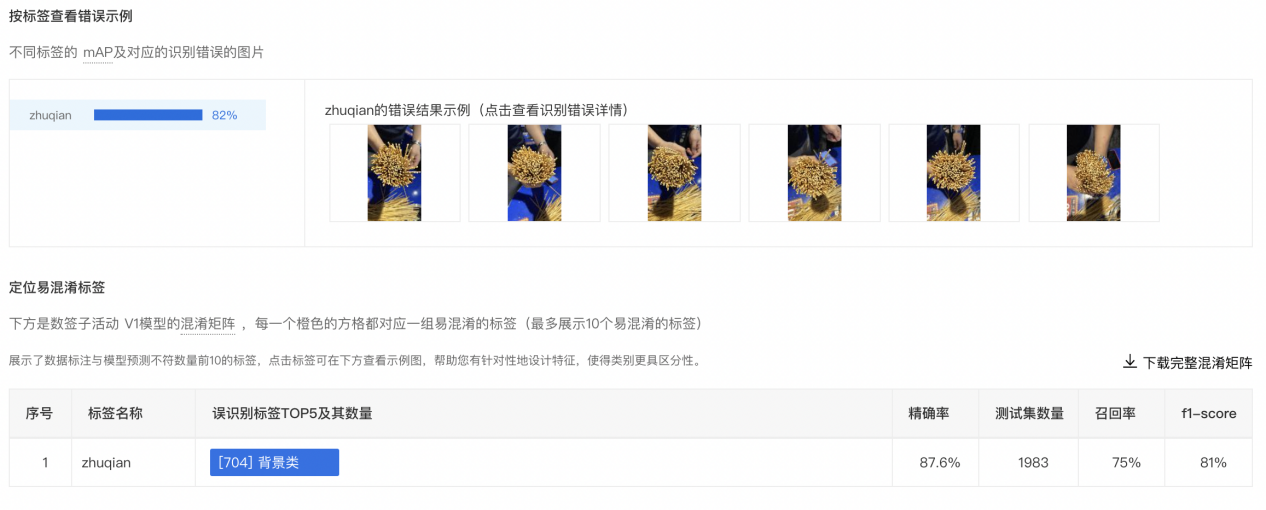 按标签查看错误示例
不同标签的 mAP及对应的识别错误的图片
zhuqian 82%
zhuqian的错误结果示例（点击查看识别错误详情）
定位易混淆标签
下方是数签子活动 V1模型的混淆矩阵 ，每一个橙色的方格都对应一组易混淆的标签（最多展示10个易混淆的标签）
展示了数据标注与模型预测不符数量前10的标签，点击标签可在下方查看示例图，帮助您有针对性地设计特征，使得类别更具区分性。
下载完整混淆矩阵
序号 标签名称 误识别标签TOP5及其数量 精确率 测试集数量 召回率 f1-score
1 zhuqian [704] 背景类 87.6% 1983 75% 81%